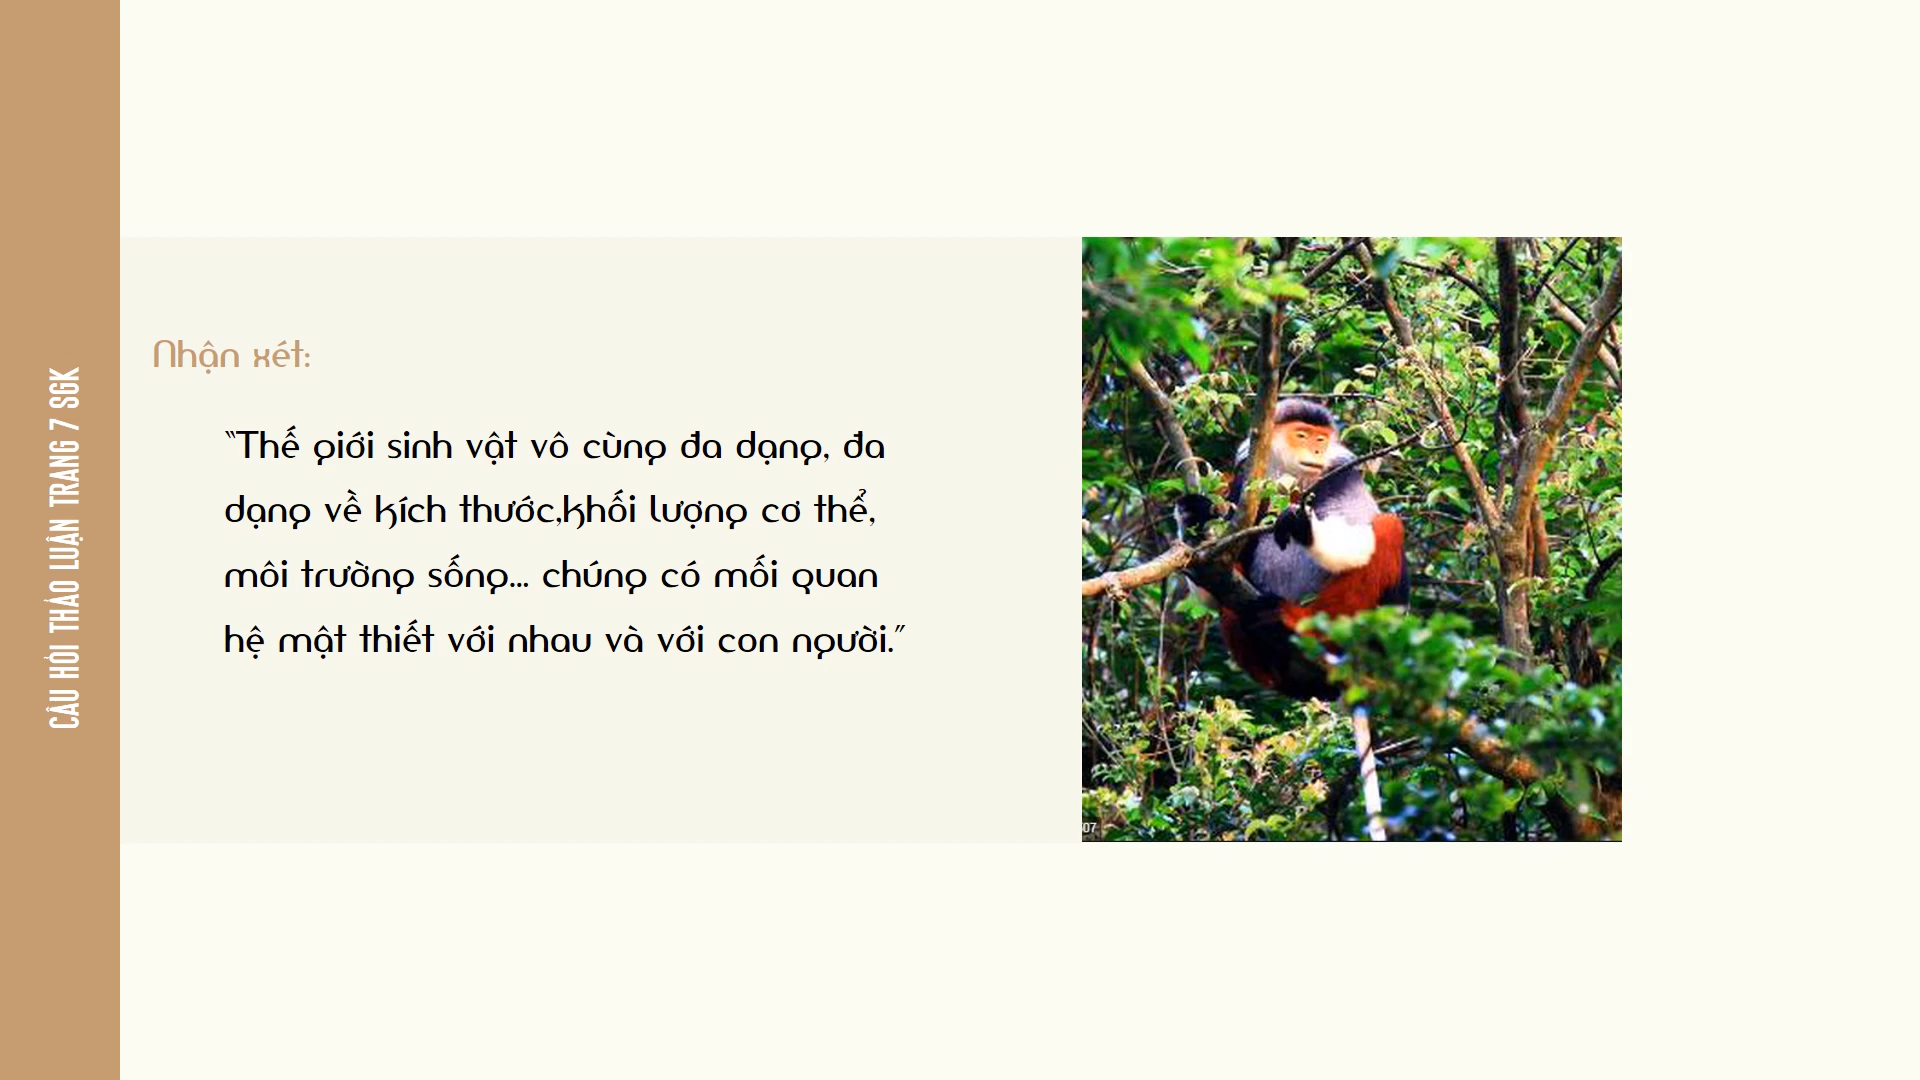 CÂU HỎI THẢO LUẬN TRANG 7 SGK
Nhận xét:
“Thế giới sinh vật vô cùng đa dạng, đa
dạng về kích thước,khối lượng cơ thể,
môi trường sống... chúng có mối quan
hệ mật thiết với nhau và với con người.”
07